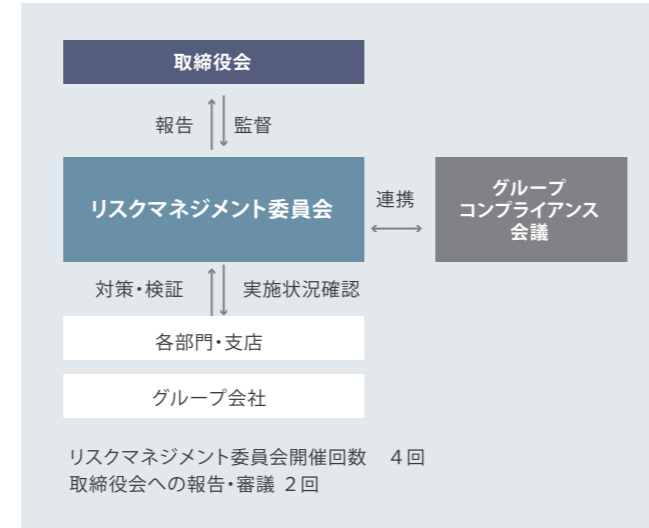 取締役会
報告 監督
リスクマネジメント委員会
連携
グループ
コンプライアンス
会議
対策・検証 実施状況確認
各部門・支店
グループ会社
リスクマネジメント委員会開催回数　4回
取締役会への報告・審議 2回